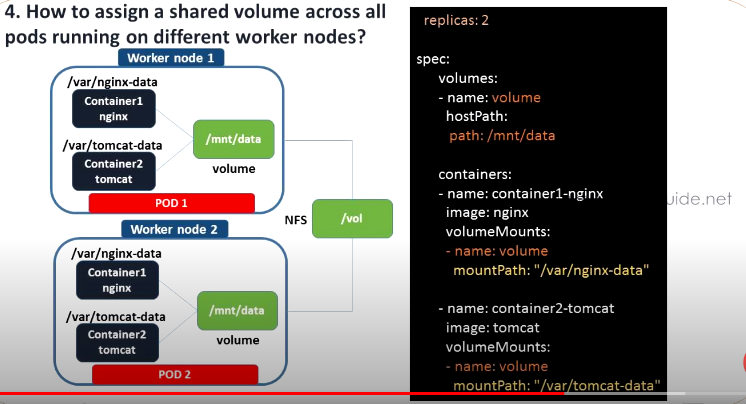 4. How to assign a shared volume across all
pods running on different worker nodes?
Worker node 1
/var/nginx-data
Container1
nginx
/var/tomcat-data
Container2
tomcat
/mnt/data
volume
POD 1
Worker node 2
/var/nginx-data
Container1
nginx
/var/tomcat-data
Container2
tomcat
/mnt/data
volume
POD 2
NFS
/vol
replicas: 2
spec:
volumes:
- name: volume
hostPath:
path: /mnt/data
containers:
- name: container1-nginx
image: nginx
volumeMounts:
- name: volume
mountPath: "/var/nginx-data"
- name: container2-tomcat
image: tomcat
volumeMounts:
- name: volume
mountPath: "/var/tomcat-data"